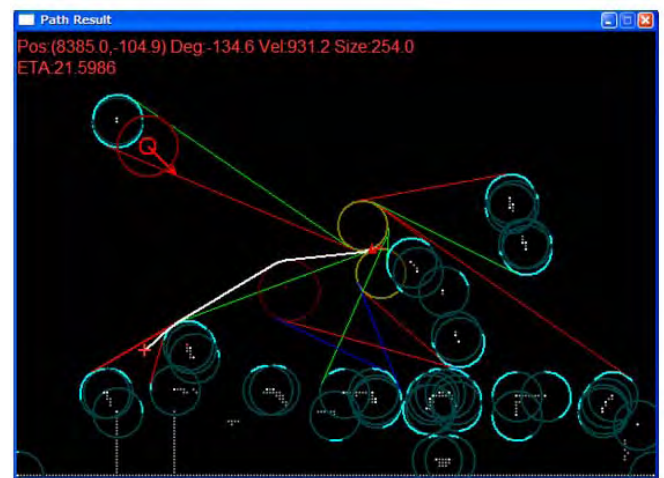 Path Result
Pos:(8385.0,-104.9) Deg:-134.6 Vel:931.2 Size:254.0
ETA:21.5986